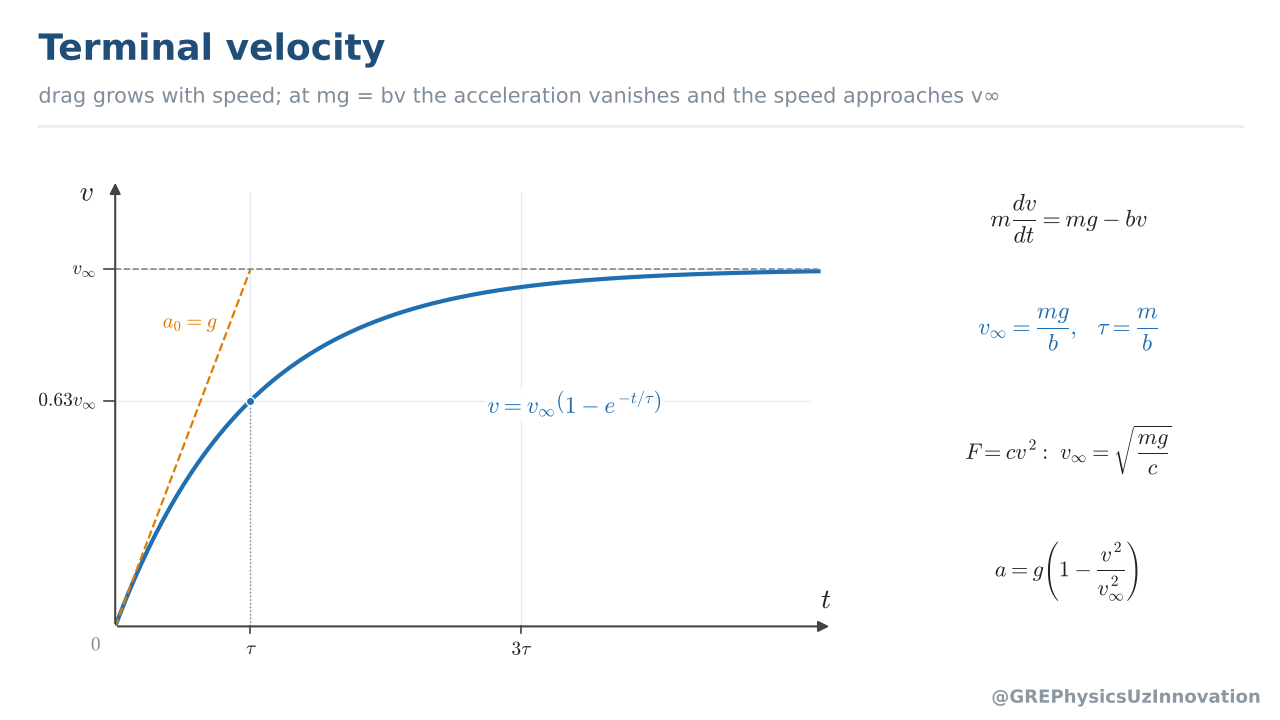 Terminal velocity
drag grows with speed; at mg = bv the acceleration vanishes and the speed approaches v∞
v
v∞
a₀ = g
0.63v∞
v = v∞(1 − e^(−t/τ))
t
0
τ
3τ
m dv/dt = mg − bv
v∞ = mg/b, τ = m/b
F = cv² : v∞ = √(mg/c)
a = g(1 − v²/v∞²)
@GREPhysicsUzInnovation